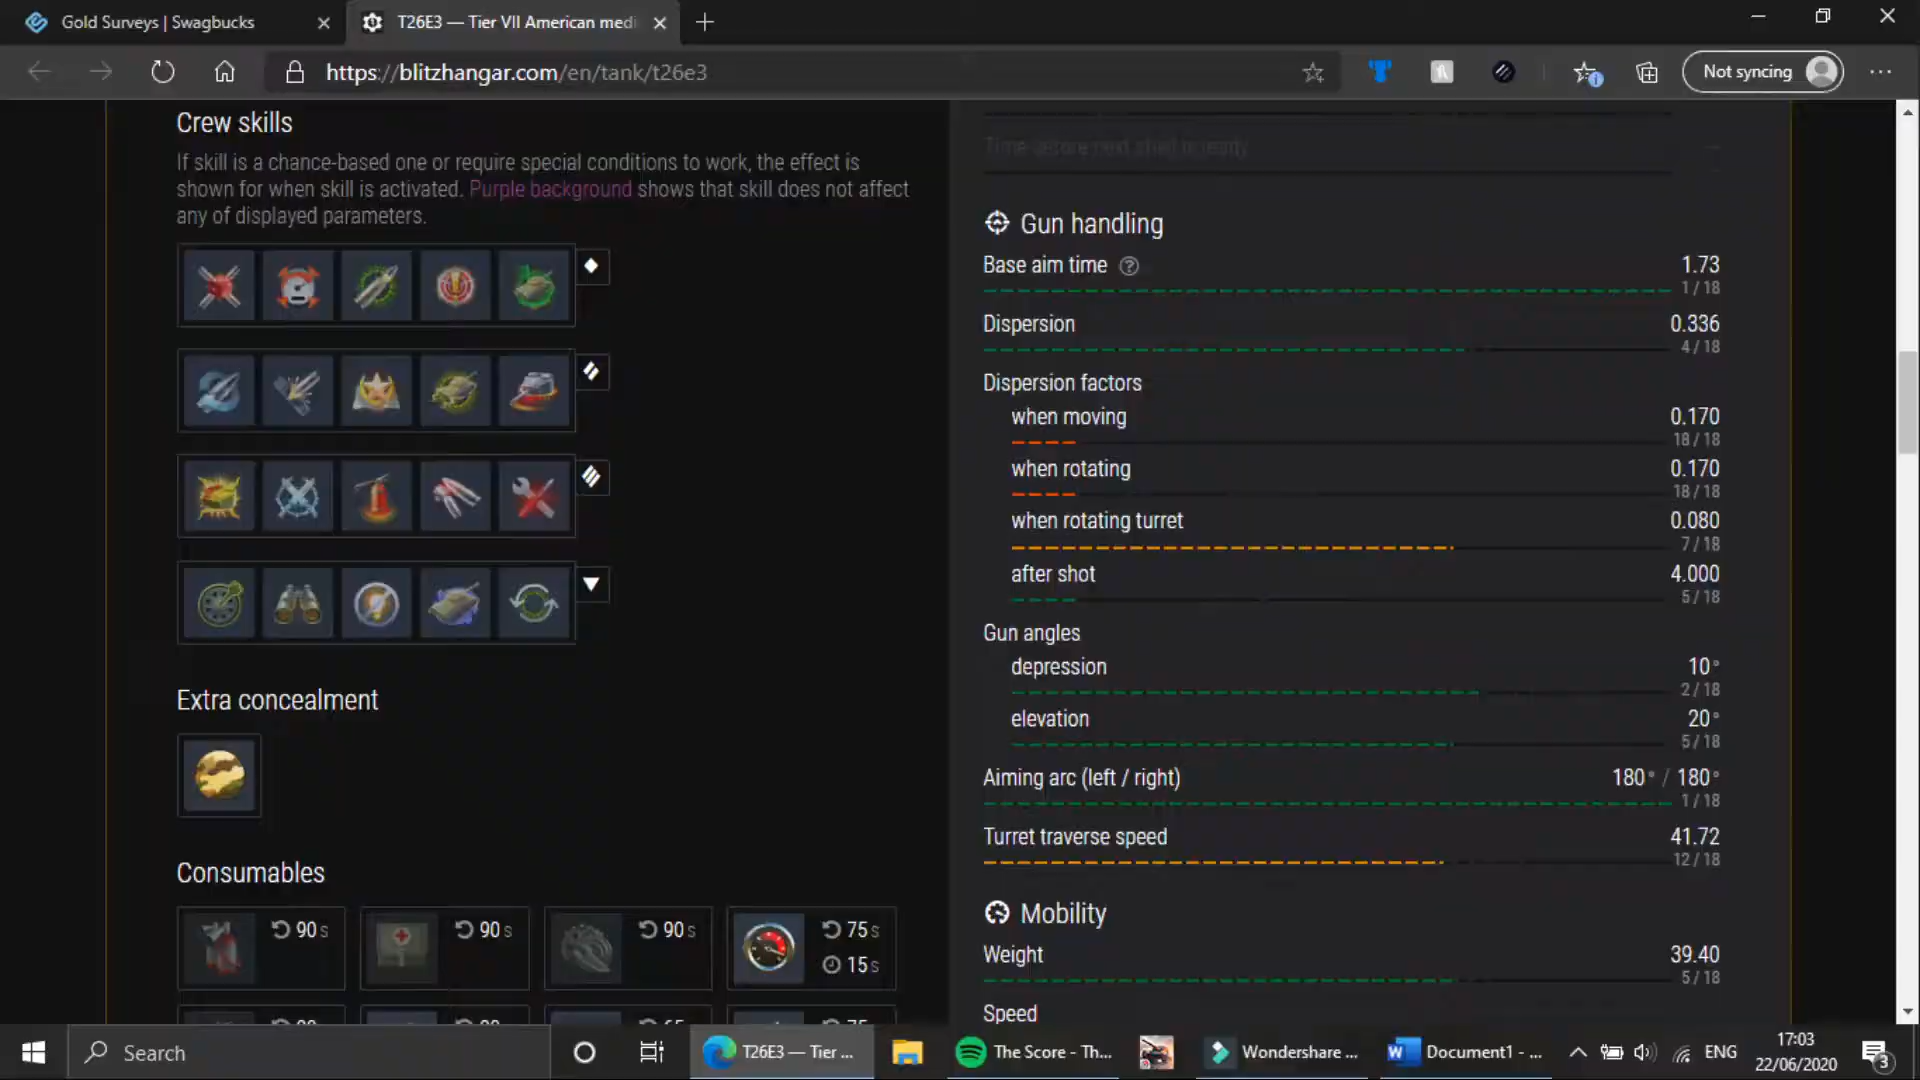 Gold Surveys | Swagbucks
T26E3 — Tier VII American medi
https://blitzhangar.com/en/tank/t26e3
Not syncing
Crew skills
If skill is a chance-based one or require special conditions to work, the effect is
shown for when skill is activated. Purple background shows that skill does not affect
any of displayed parameters.
Extra concealment
Consumables
90 s
90 s
90 s
75 s
15 s
Time before next shell is ready
Gun handling
Base aim time ? 1.73
1 / 18
Dispersion 0.336
4 / 18
Dispersion factors
when moving 0.170
18 / 18
when rotating 0.170
18 / 18
when rotating turret 0.080
7 / 18
after shot 4.000
5 / 18
Gun angles
depression 10°
2 / 18
elevation 20°
5 / 18
Aiming arc (left / right) 180° / 180°
1 / 18
Turret traverse speed 41.72
12 / 18
Mobility
Weight 39.40
5 / 18
Speed
Search
T26E3 — Tier ...
The Score - Th...
Wondershare ...
Document1 - ...
ENG
17:03
22/06/2020
3